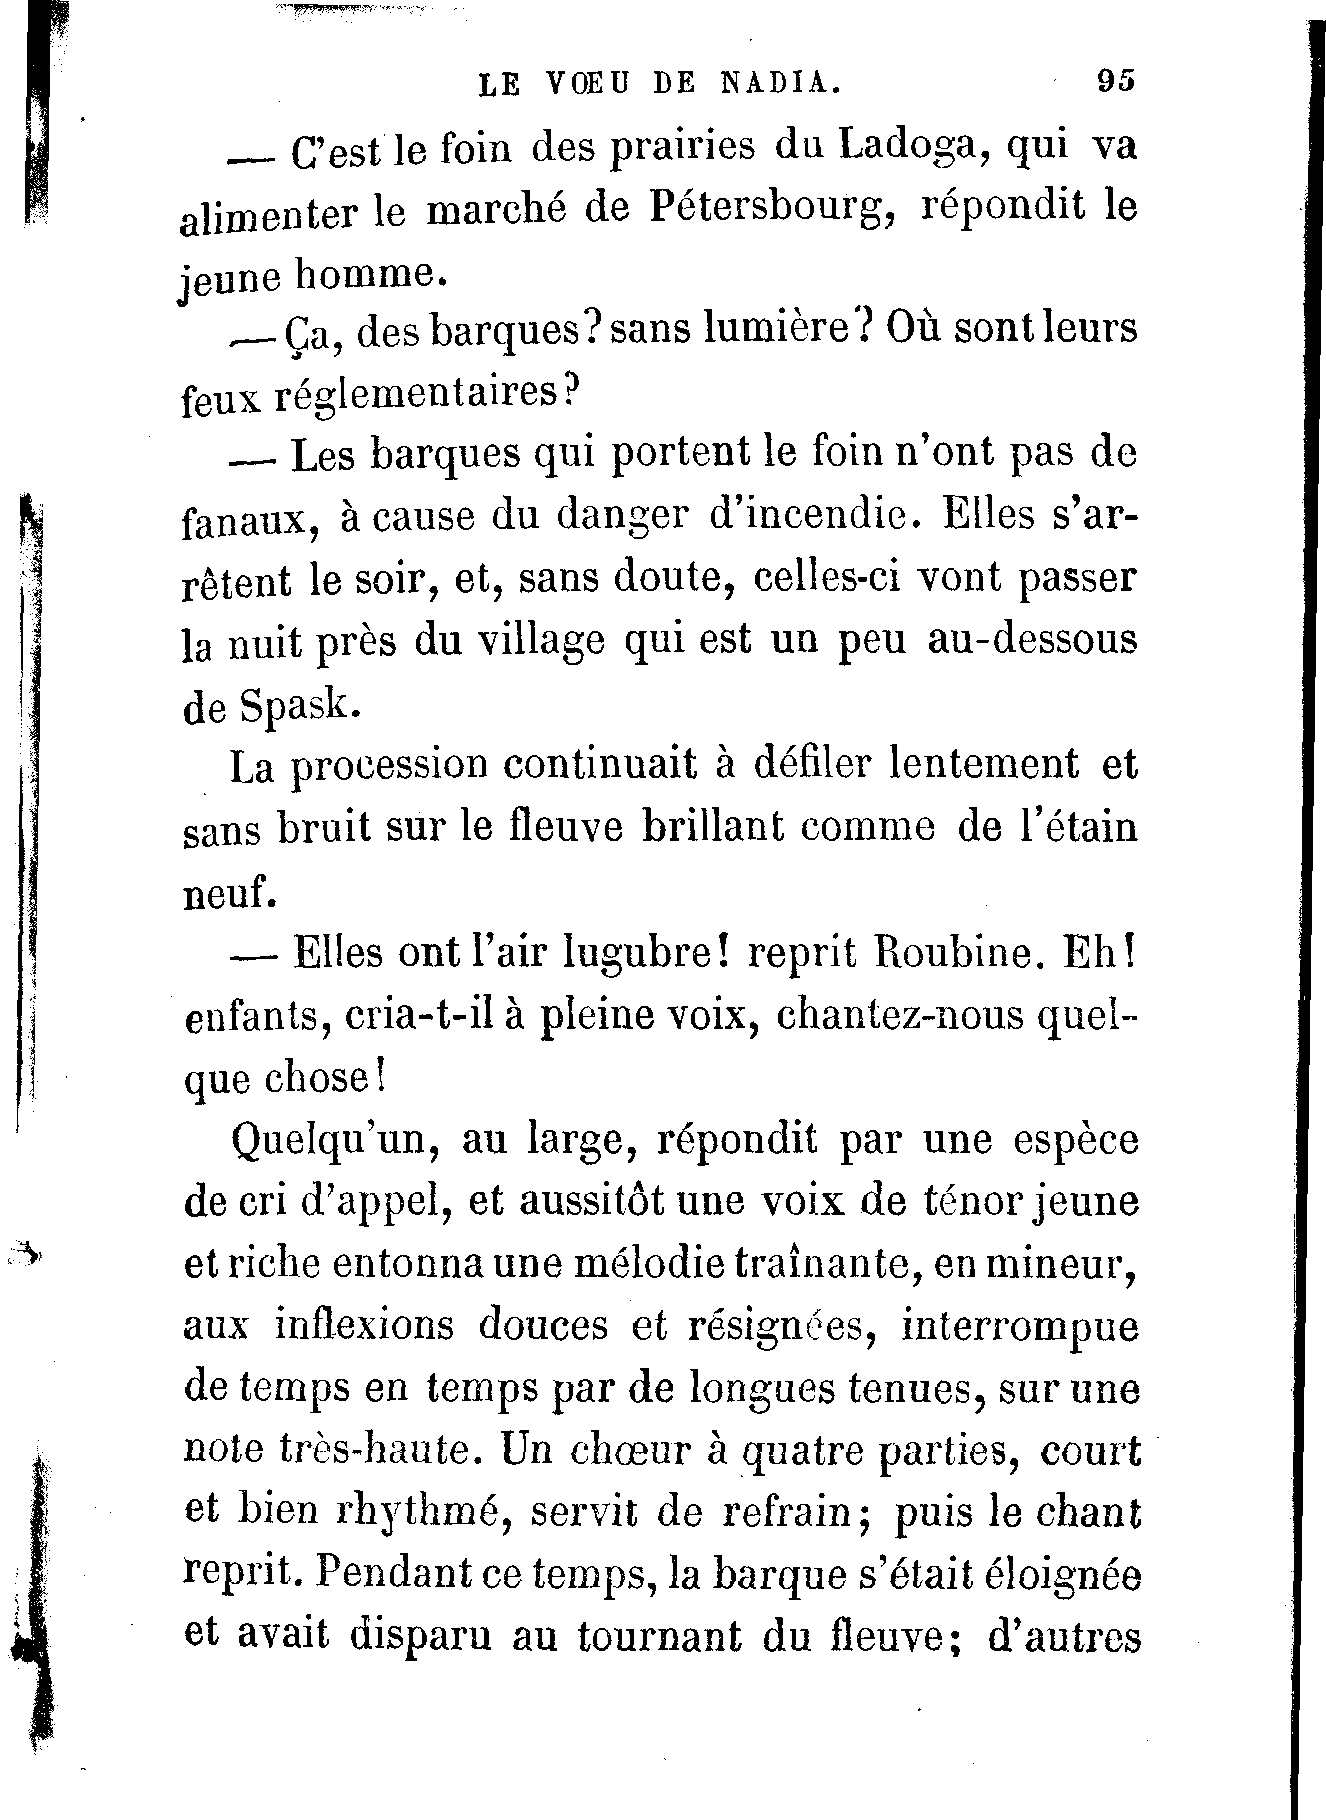 LE VŒU DE NADIA. 95
— C'est le foin des prairies du Ladoga, qui va
alimenter le marché de Pétersbourg, répondit le
jeune homme.
— Ça, des barques? sans lumière? Où sont leurs
feux réglementaires?
— Les barques qui portent le foin n'ont pas de
fanaux, à cause du danger d'incendie. Elles s'ar-
rêtent le soir, et, sans doute, celles-ci vont passer
la nuit près du village qui est un peu au-dessous
de Spask.
La procession continuait à défiler lentement et
sans bruit sur le fleuve brillant comme de l'étain
neuf.
— Elles ont l'air lugubre! reprit Roubine. Eh!
enfants, cria-t-il à pleine voix, chantez-nous quel-
que chose!
Quelqu'un, au large, répondit par une espèce
de cri d'appel, et aussitôt une voix de ténor jeune
et riche entonna une mélodie traînante, en mineur,
aux inflexions douces et résignées, interrompue
de temps en temps par de longues tenues, sur une
note très-haute. Un chœur à quatre parties, court
et bien rhythmé, servit de refrain; puis le chant
reprit. Pendant ce temps, la barque s'était éloignée
et avait disparu au tournant du fleuve; d'autres